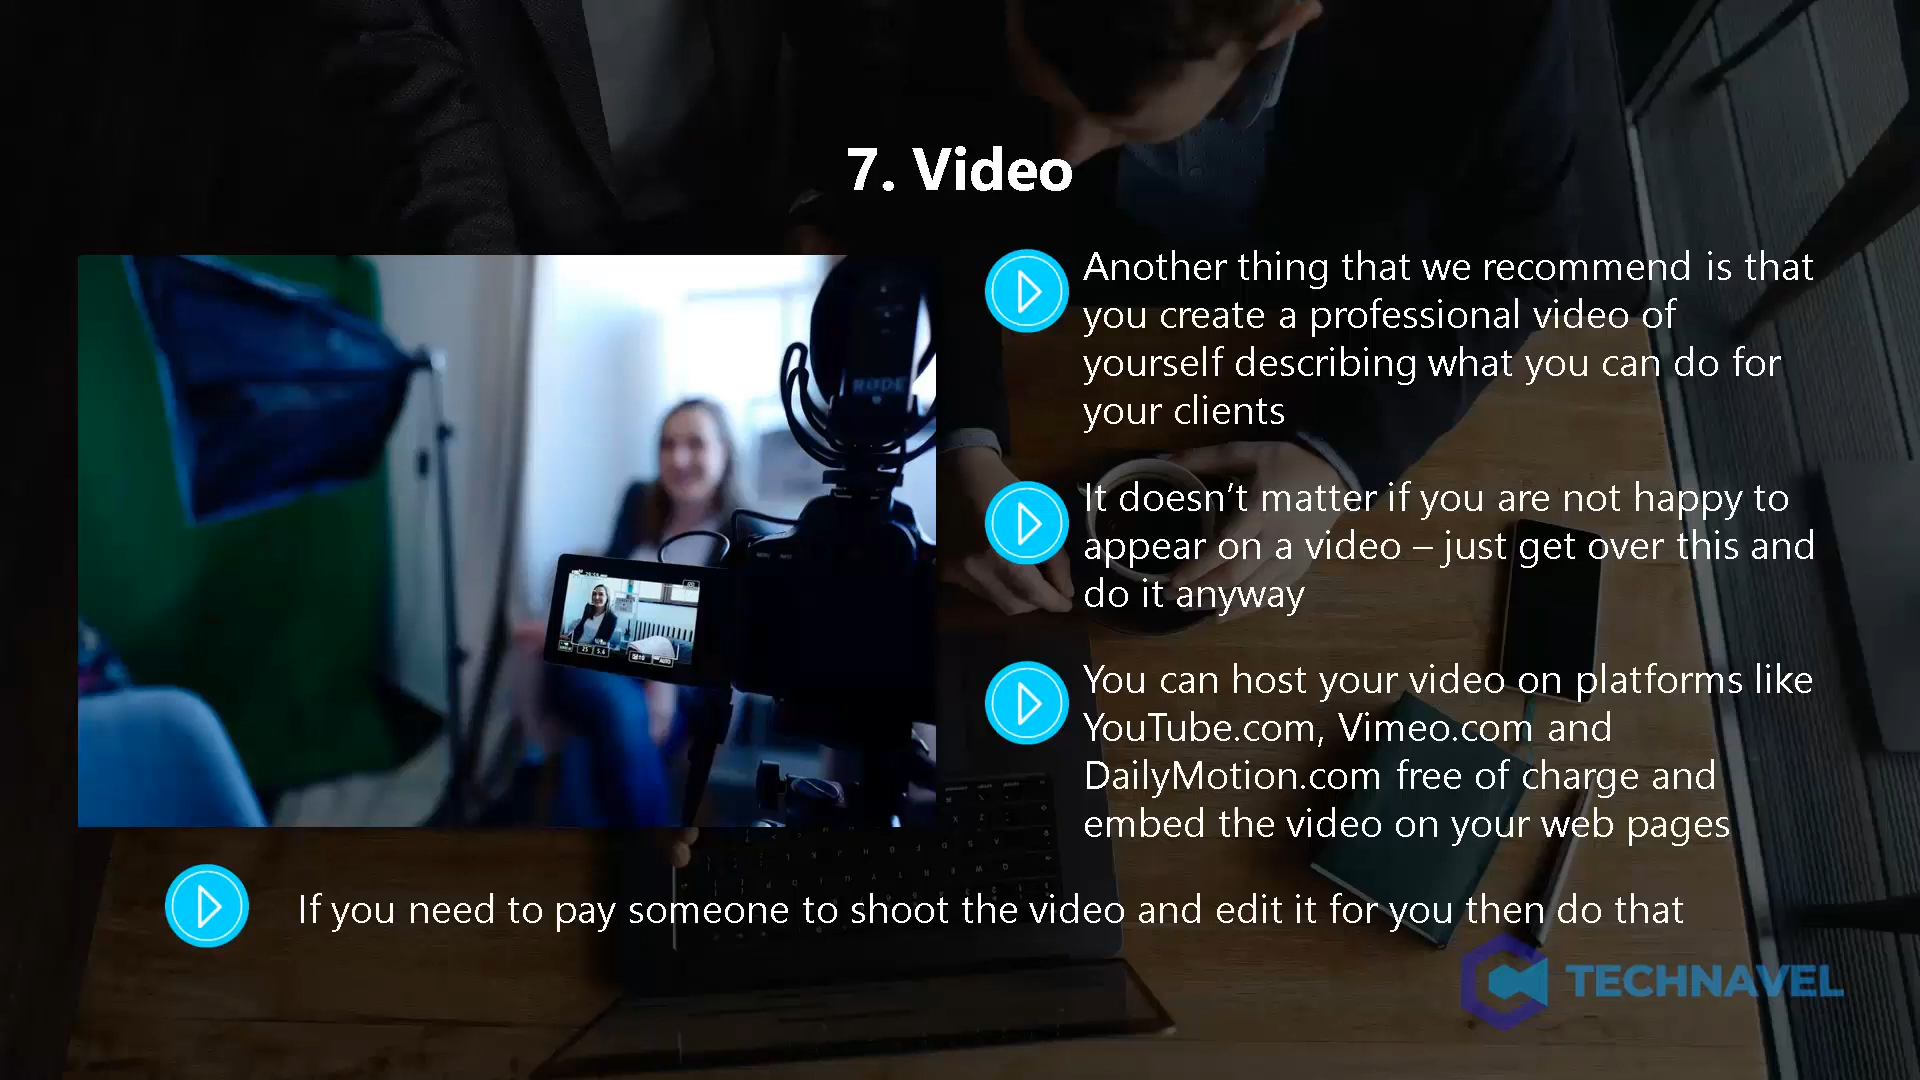 7. Video
Another thing that we recommend is that
you create a professional video of
yourself describing what you can do for
your clients
It doesn’t matter if you are not happy to
appear on a video – just get over this and
do it anyway
You can host your video on platforms like
YouTube.com, Vimeo.com and
DailyMotion.com free of charge and
embed the video on your web pages
If you need to pay someone to shoot the video and edit it for you then do that
RODE
TECHNAVEL